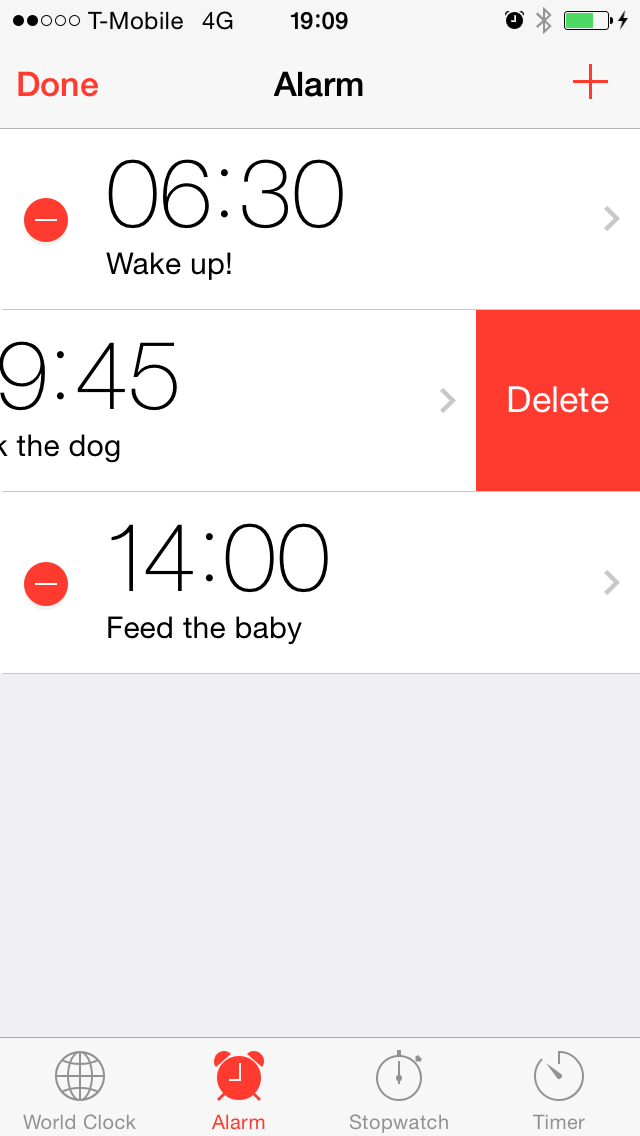 T-Mobile 4G 19:09
Done Alarm
06:30
Wake up!
9:45
k the dog
Delete
14:00
Feed the baby
World Clock Alarm Stopwatch Timer